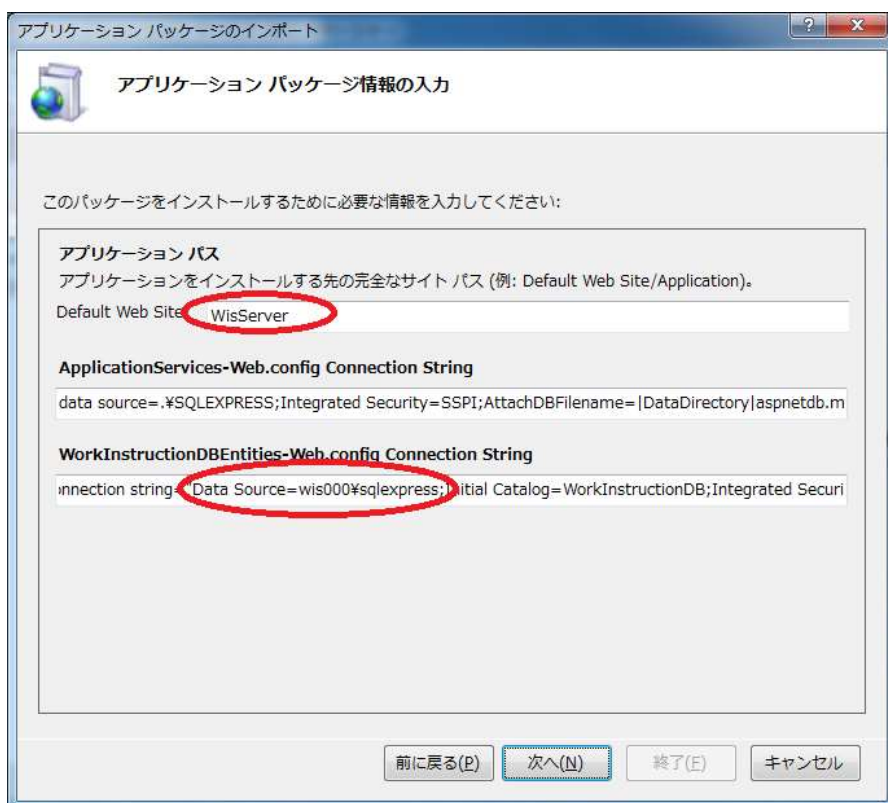 アプリケーション パッケージのインポート
アプリケーション パッケージ情報の入力
このパッケージをインストールするために必要な情報を入力してください:
アプリケーション パス
アプリケーションをインストールする先の完全なサイト パス (例: Default Web Site/Application)。
Default Web Site WisServer
ApplicationServices-Web.config Connection String
data source=.¥SQLEXPRESS;Integrated Security=SSPI;AttachDBFilename=|DataDirectory|aspnetdb.m
WorkInstructionDBEntities-Web.config Connection String
nnection string="Data Source=wis000¥sqlexpress;Initial Catalog=WorkInstructionDB;Integrated Securi
前に戻る(P) 次へ(N) 終了(F) キャンセル